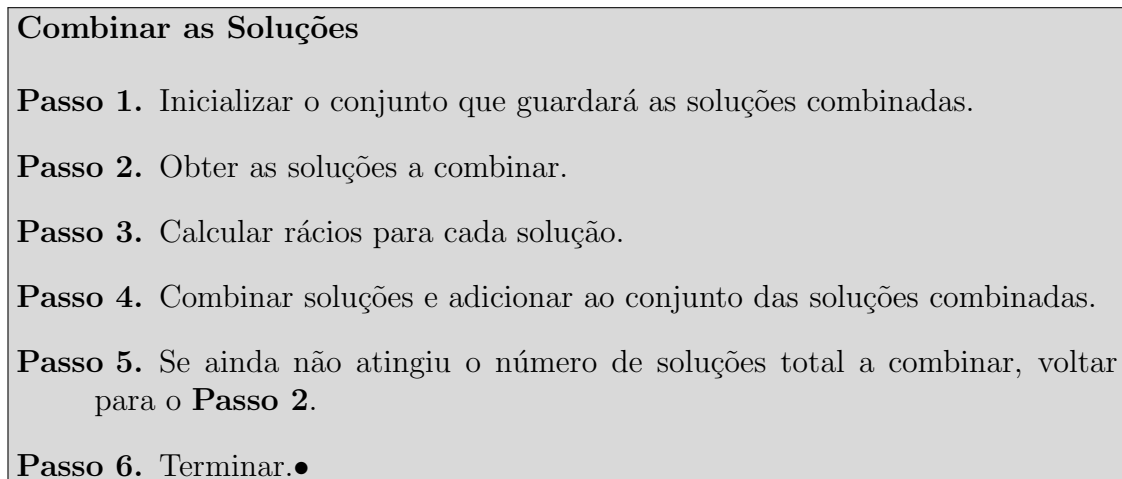 Combinar as Soluções
Passo 1. Inicializar o conjunto que guardará as soluções combinadas.
Passo 2. Obter as soluções a combinar.
Passo 3. Calcular rácios para cada solução.
Passo 4. Combinar soluções e adicionar ao conjunto das soluções combinadas.
Passo 5. Se ainda não atingiu o número de soluções total a combinar, voltar
para o Passo 2.
Passo 6. Terminar.•